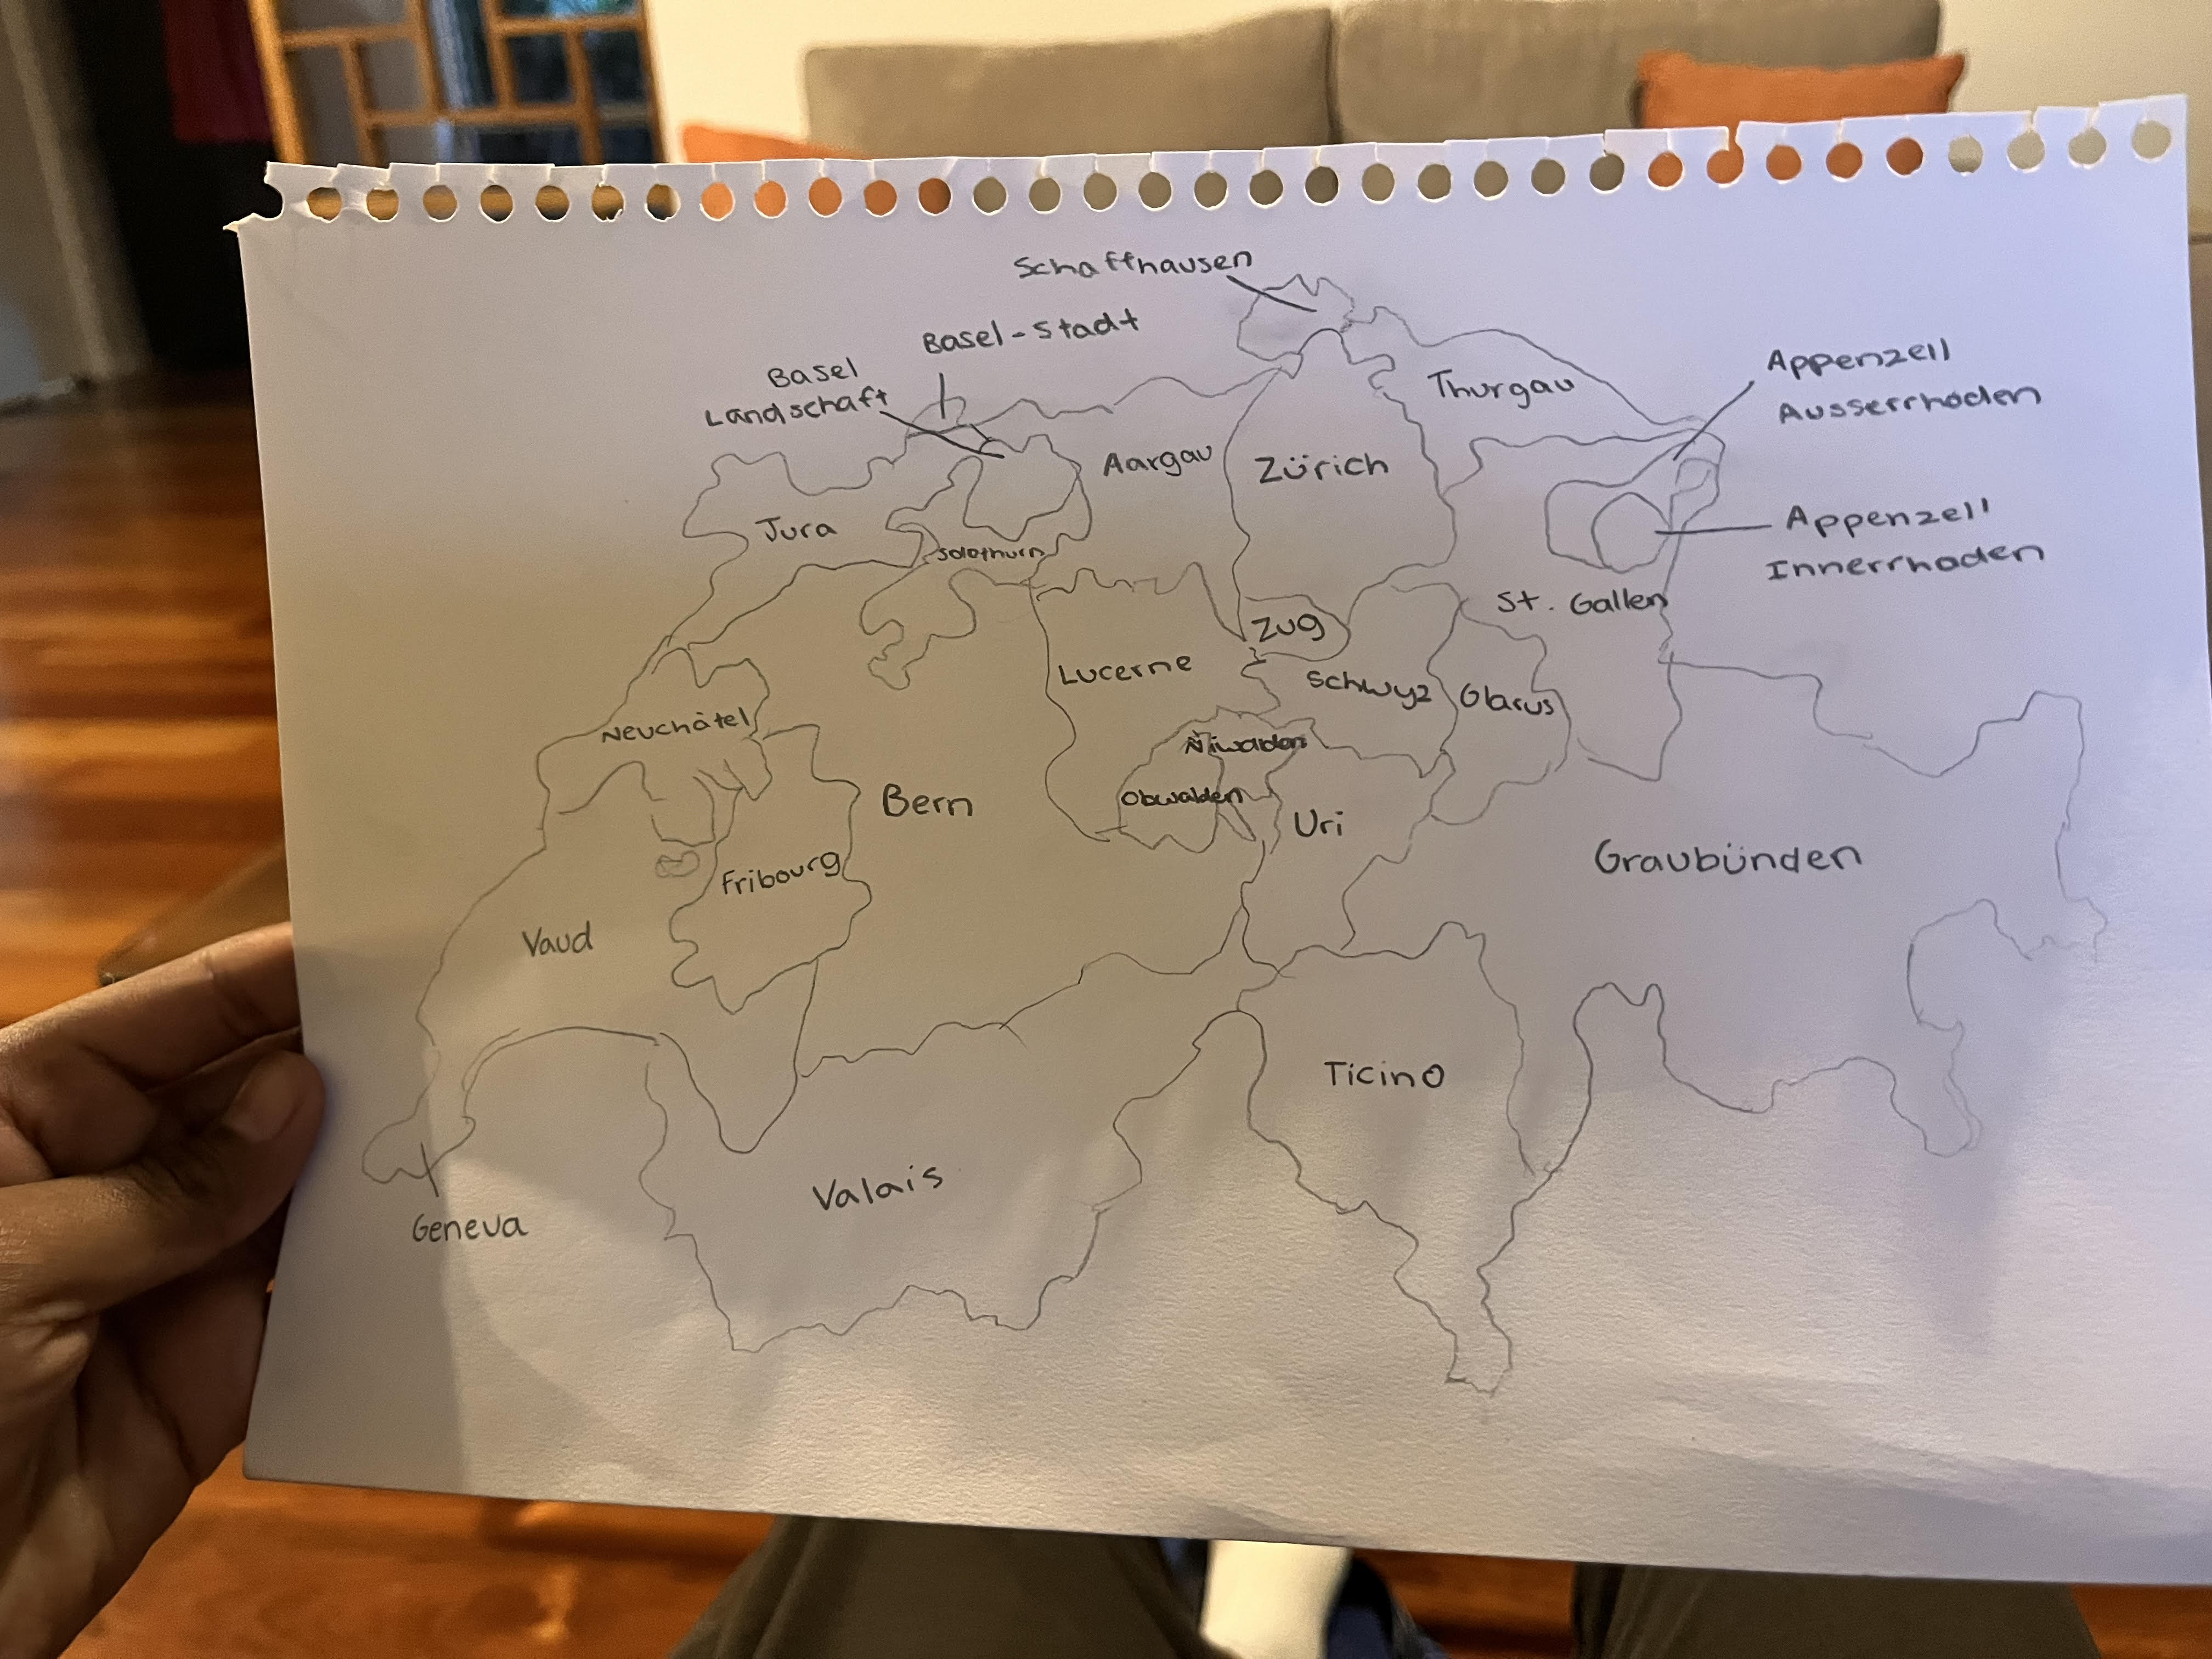 Schaffhausen
Basel-Stadt
Basel
Landschaft
Appenzell
Ausserrhoden
Thurgau
Aargau
Zürich
Jura
Solothurn
Appenzell
Innerrhoden
St. Gallen
Zug
Lucerne
Schwyz
Glarus
Neuchâtel
Niwalden
Obwalden
Bern
Uri
Fribourg
Graubünden
Vaud
Ticino
Valais
Geneva